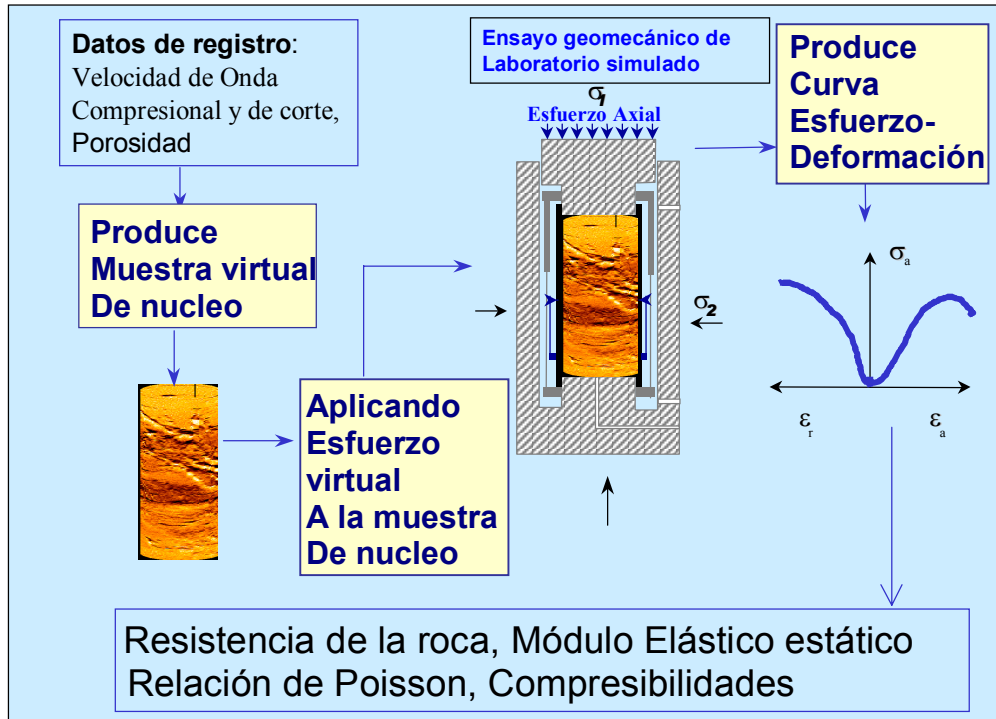 Datos de registro:
Velocidad de Onda
Compresional y de corte,
Porosidad
Produce
Muestra virtual
De nucleo
Aplicando
Esfuerzo
virtual
A la muestra
De nucleo
Ensayo geomecánico de
Laboratorio simulado
σ1
Esfuerzo Axial
σ2
Produce
Curva
Esfuerzo-
Deformación
σa
εr
εa
Resistencia de la roca, Módulo Elástico estático
Relación de Poisson, Compresibilidades